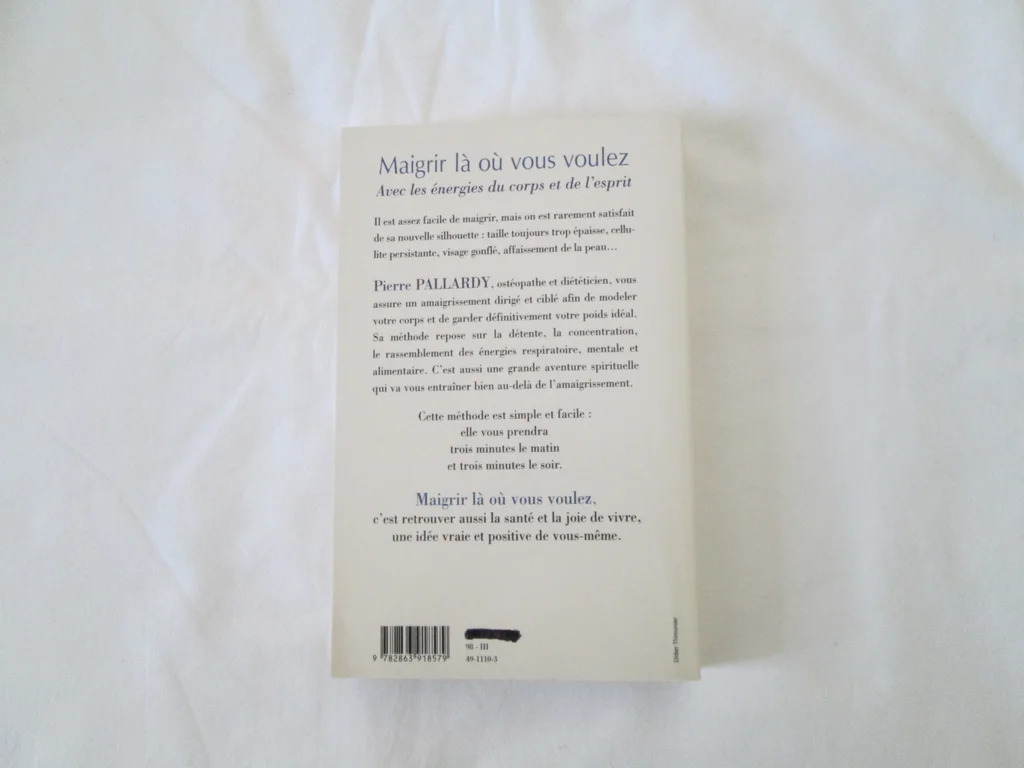 Maigrir là où vous voulez
Avec les énergies du corps et de l'esprit
Il est assez facile de maigrir, mais on est rarement satisfait
de sa nouvelle silhouette : taille toujours trop épaisse, cellu-
lite persistante, visage gonflé, affaissement de la peau...
Pierre PALLARDY, ostéopathe et diététicien, vous
assure un amaigrissement dirigé et ciblé afin de modeler
votre corps et de garder définitivement votre poids idéal.
Sa méthode repose sur la détente, la concentration,
le rassemblement des énergies respiratoire, mentale et
alimentaire. C'est aussi une grande aventure spirituelle
qui va vous entraîner bien au-delà de l'amaigrissement.
Cette méthode est simple et facile :
elle vous prendra
trois minutes le matin
et trois minutes le soir.
Maigrir là où vous voulez,
c'est retrouver aussi la santé et la joie de vivre,
une idée vraie et positive de vous-même.
98 - III
9 782863 918579 49-1110-3
Didier Thimonier